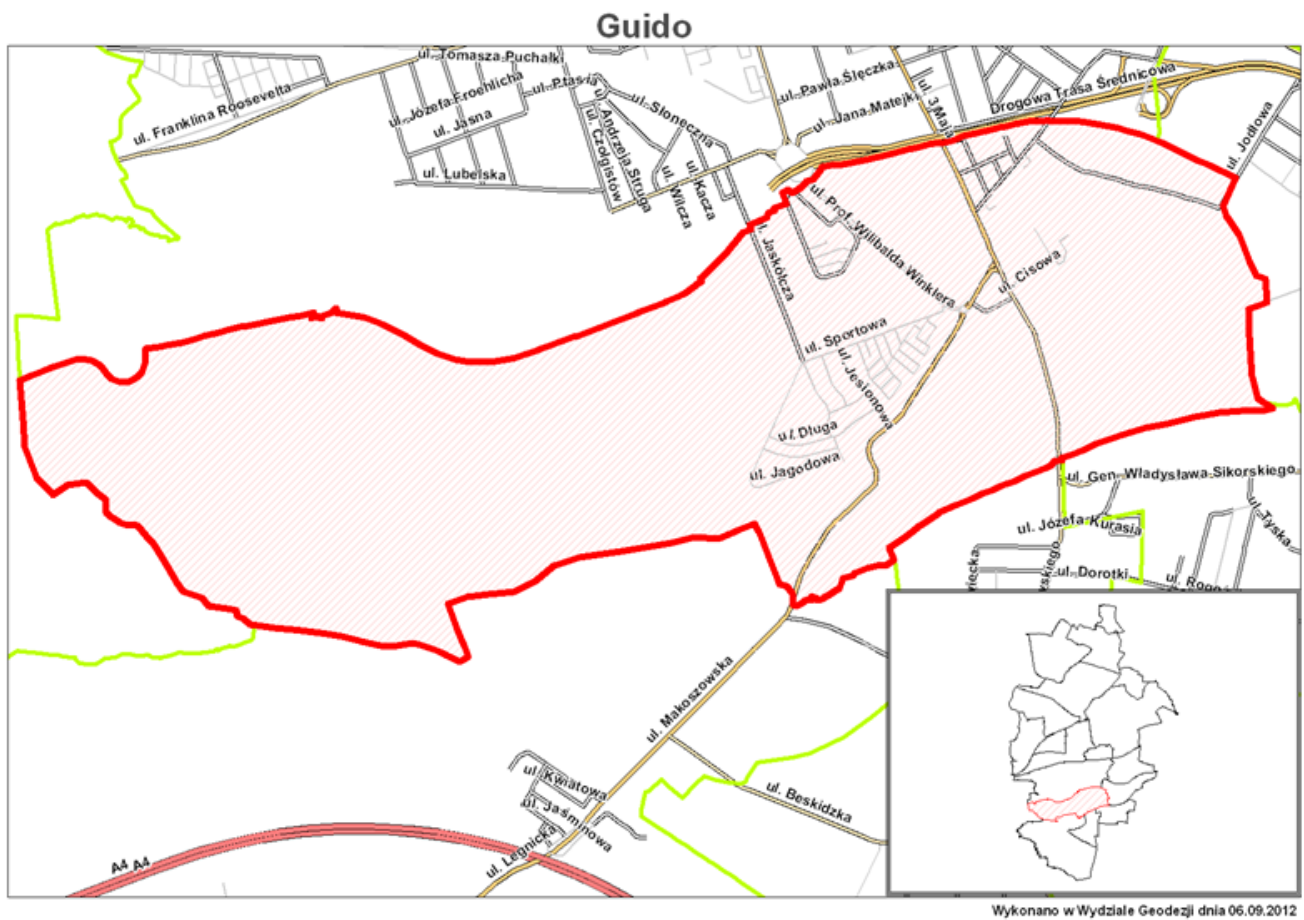 Guido
ul. Tomasza Puchałki
ul. Franklina Roosevelta
ul. Józefa Froehlicha
ul. Ptasia
ul. Jasna
ul. Słoneczna
ul. Andrzeja Struga
ul. Czołgistów
ul. Lubelska
ul. Wilcza
ul. Kacza
ul. Pawła Ślęczka
ul. Jana Matejki
ul. 3 Maja
Drogowa Trasa Średnicowa
ul. Jodłowa
ul. Prof. Wilibalda Winklera
l. Jaskółcza
ul. Cisowa
ul. Sportowa
ul. Jesionowa
ul. Długa
ul. Jagodowa
ul. Gen. Władysława Sikorskiego
ul. Józefa Kurasia
ul. Tyska
ul. Dorotki
wiecka
wskiego
ul. Makoszowska
ul. Kwiatowa
ul. Jaśminowa
ul. Legnicka
ul. Beskidzka
A4 A4
Wykonano w Wydziale Geodezji dnia 06.09.2012